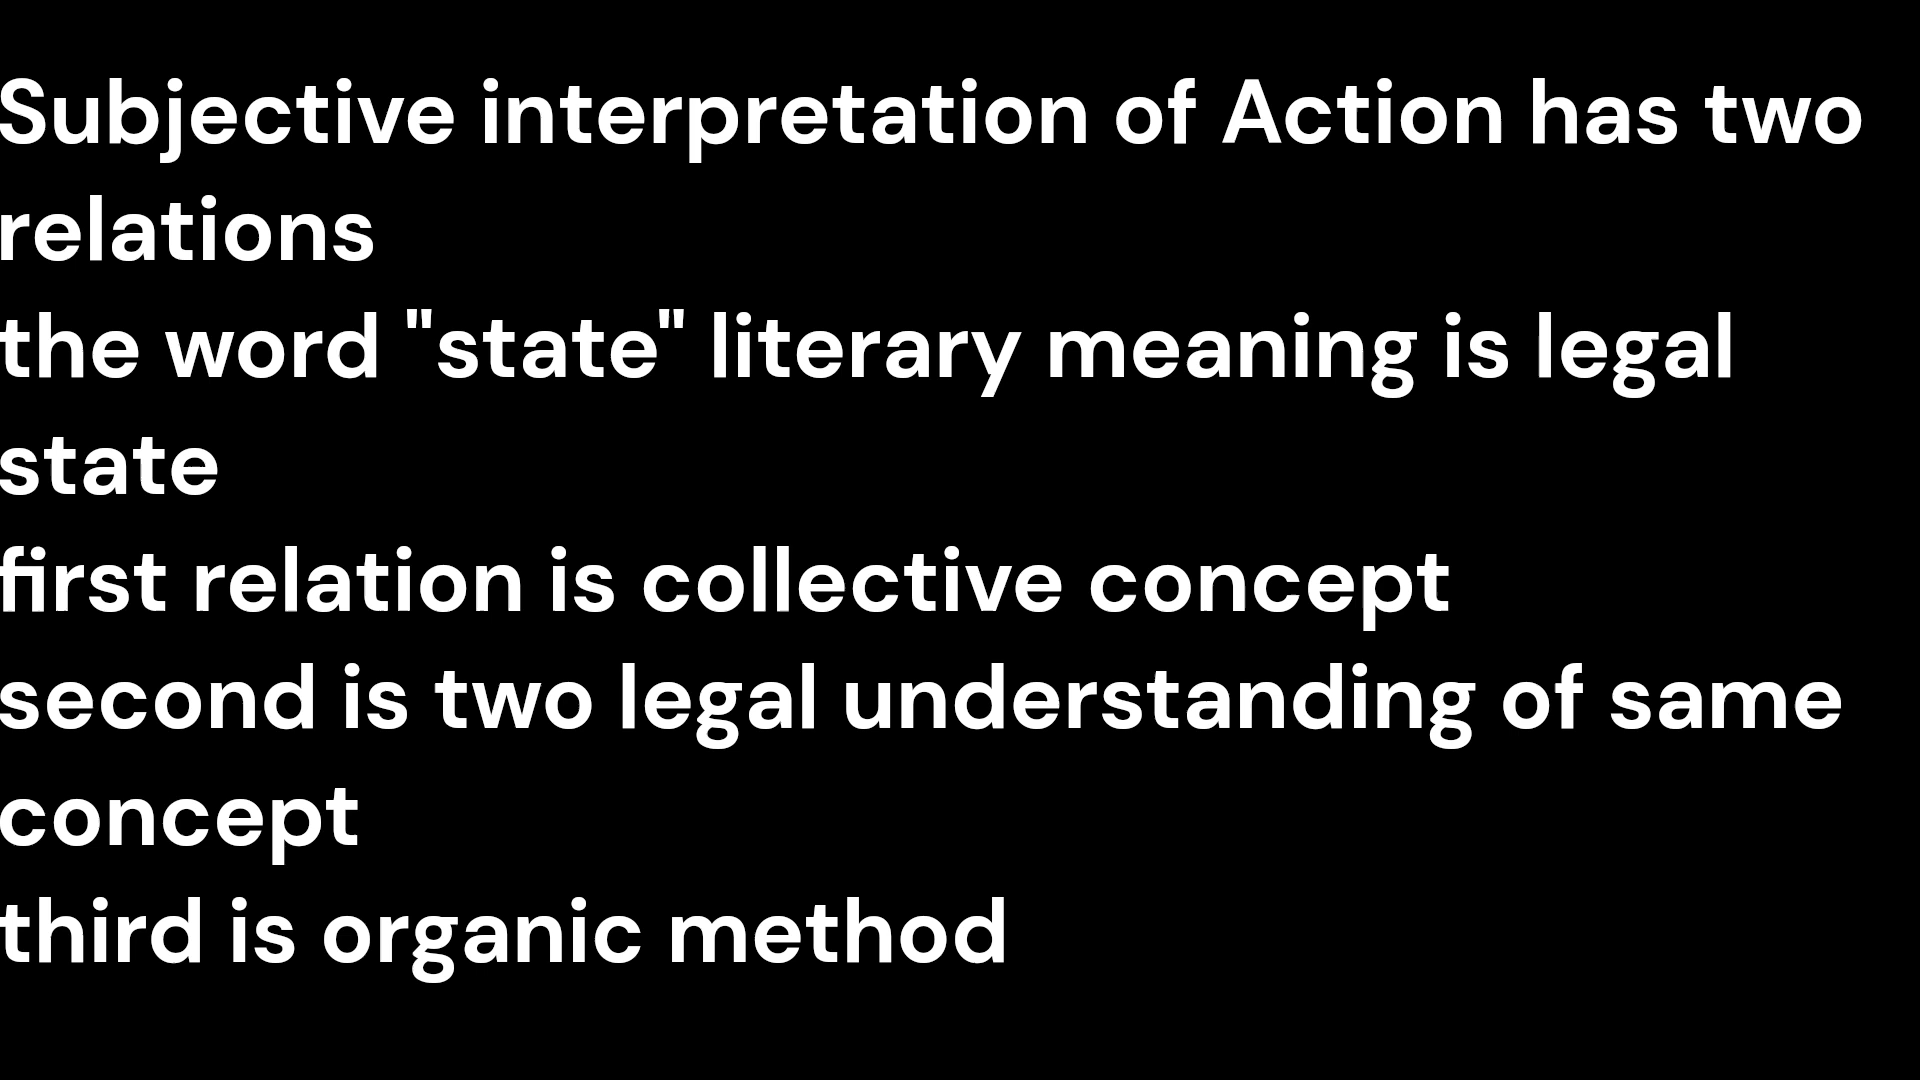 Subjective interpretation of Action has two
relations
the word "state" literary meaning is legal
state
first relation is collective concept
second is two legal understanding of same
concept
third is organic method